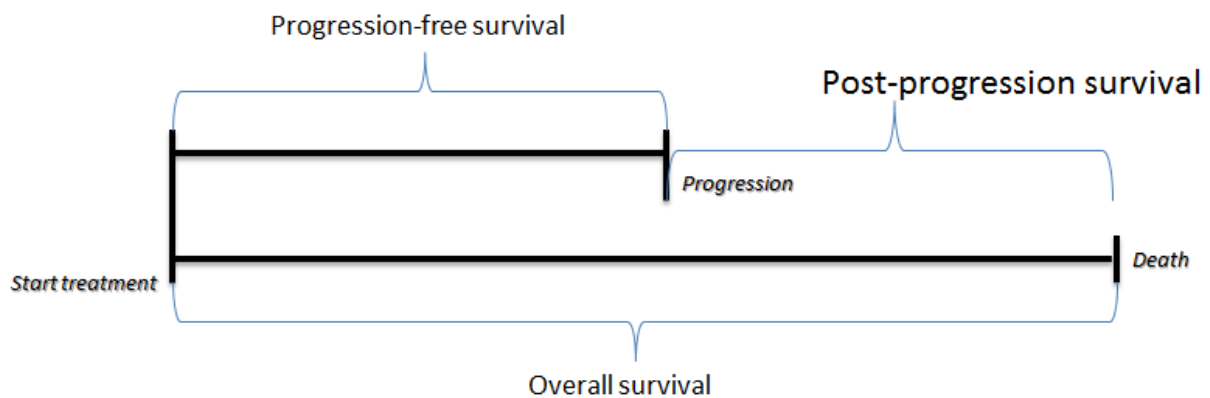 Progression-free survival
Post-progression survival
Progression
Start treatment
Death
Overall survival